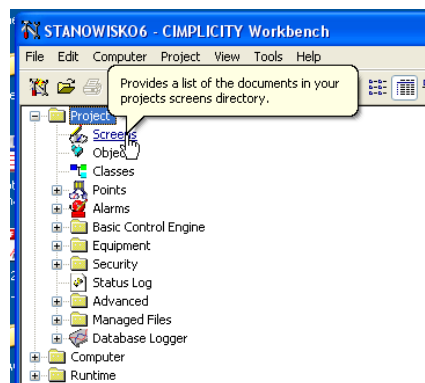 STANOWISKO6 - CIMPLICITY Workbench
File Edit Computer Project View Tools Help
Provides a list of the documents in your
projects screens directory.
Project
Screens
Objec
Classes
Points
Alarms
Basic Control Engine
Equipment
Security
Status Log
Advanced
Managed Files
Database Logger
Computer
Runtime